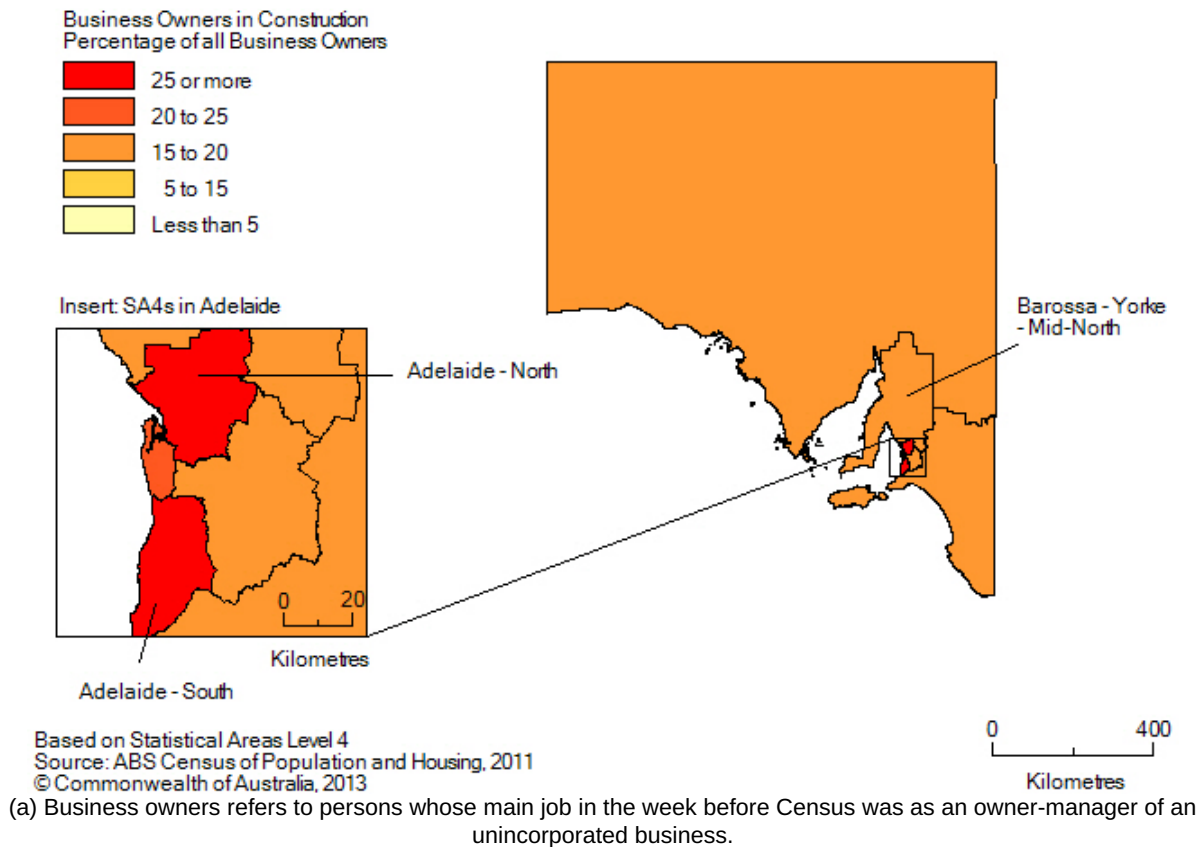 Business Owners in Construction
Percentage of all Business Owners
25 or more
20 to 25
15 to 20
5 to 15
Less than 5
Insert: SA4s in Adelaide
Barossa - Yorke
- Mid-North
Adelaide - North
0 20
Kilometres
Adelaide - South
0 400
Kilometres
Based on Statistical Areas Level 4
Source: ABS Census of Population and Housing, 2011
© Commonwealth of Australia, 2013
(a) Business owners refers to persons whose main job in the week before Census was as an owner-manager of an
unincorporated business.